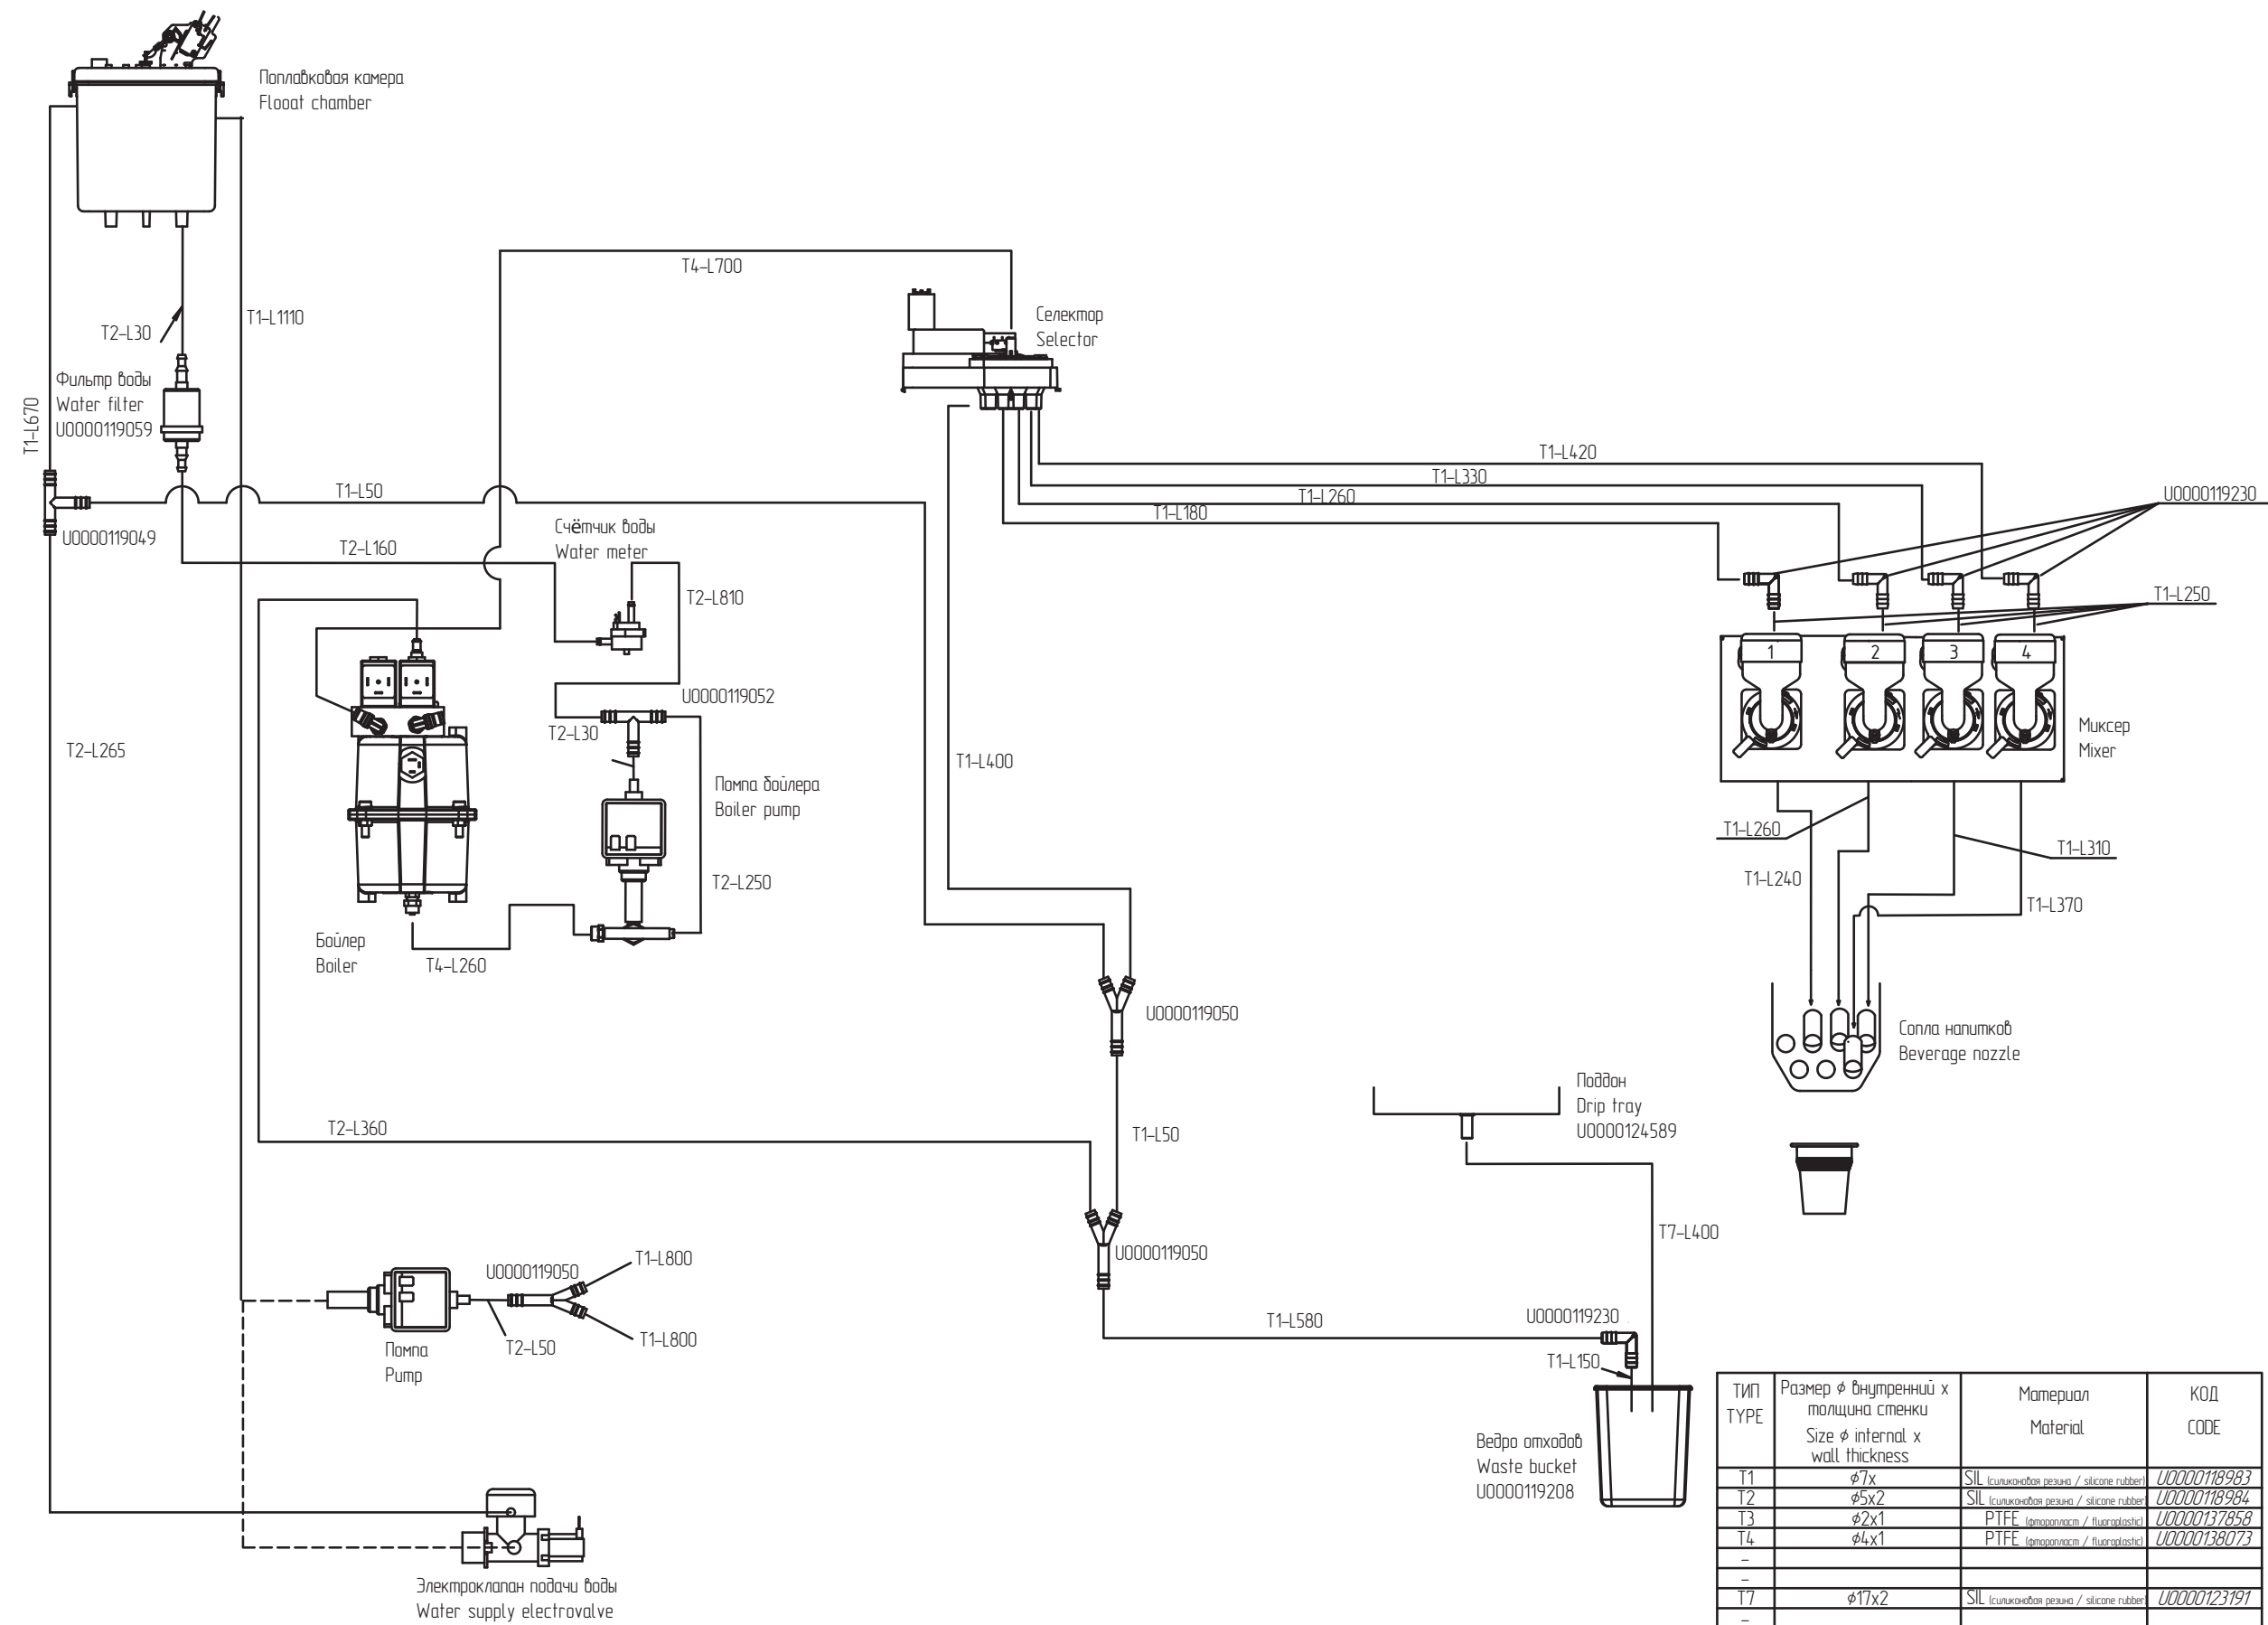 Поплавковая камера
Flooat chamber
T4-L700
T1-L1110
T2-L30
Селектор
Selector
Фильтр воды
Water filter
U0000119059
T1-L670
T1-L420
T1-L330
T1-L260
T1-L180
U0000119230
T1-L50
U0000119049
T2-L160
Счётчик воды
Water meter
T2-L810
T1-L250
1
2
3
4
U0000119052
T2-L30
Миксер
Mixer
T2-L265
T1-L400
Помпа бойлера
Boiler pump
T1-L260
T1-L310
T2-L250
T1-L240
T1-L370
Бойлер
Boiler
T4-L260
U0000119050
Сопла напитков
Beverage nozzle
Поддон
Drip tray
U0000124589
T2-L360
T1-L50
T7-L400
U0000119050
U0000119050
T1-L800
T1-L800
T2-L50
Помпа
Pump
T1-L580
U0000119230
T1-L150
Ведро отходов
Waste bucket
U0000119208
Электроклапан подачи воды
Water supply electrovalve
ТИП
TYPE
Размер ϕ внутренний х
толщина стенки
Size ϕ internal x
wall thickness
Материал
Material
КОД
CODE
T1 ϕ7x SIL (силиконовая резина / silicone rubber) U0000118983
T2 ϕ5x2 SIL (силиконовая резина / silicone rubber) U0000118984
T3 ϕ2x1 PTFE (фторопласт / fluoroplastic) U0000137858
T4 ϕ4x1 PTFE (фторопласт / fluoroplastic) U0000138073
-
-
T7 ϕ17x2 SIL (силиконовая резина / silicone rubber) U0000123191
-